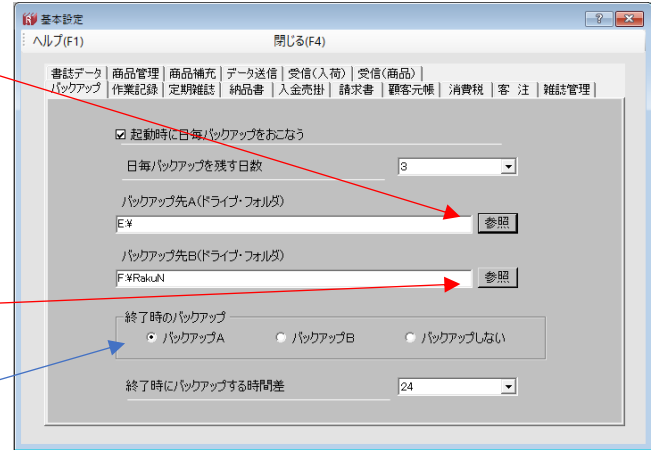 基本設定
ヘルプ(F1) 閉じる(F4)
書誌データ 商品管理 商品補充 データ送信 受信(入荷) 受信(商品)
バックアップ 作業記録 定期雑誌 納品書 入金売掛 請求書 顧客元帳 消費税 客 注 雑誌管理
起動時に日毎バックアップをおこなう
日毎バックアップを残す日数 3
バックアップ先A(ドライブ・フォルダ)
E:¥ 参照
バックアップ先B(ドライブ・フォルダ)
F:¥RakuN 参照
終了時のバックアップ
バックアップA バックアップB バックアップしない
終了時にバックアップする時間差 24